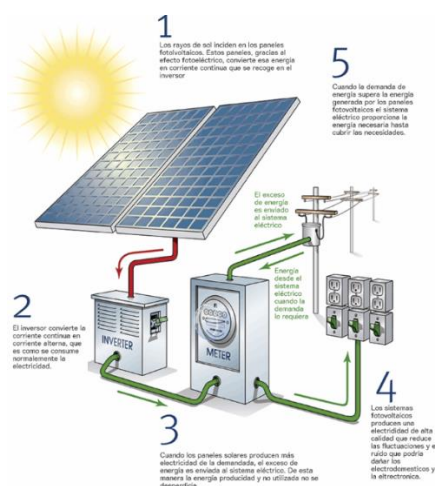 1
Los rayos de sol inciden en los paneles
fotolvoltaicos. Estos paneles, gracias al
efecto fotoeléctrico, convierte esa energía
en corriente continua que se recoge en el
inversor
5
Cuando la demanda de
energía supera la energía
generada por los paneles
fotovoltaicos el sistema
eléctrico proporciona la
energía necesaria hasta
cubrir las necesidades.
El exceso
de energía
es enviado
al sistema
eléctrico
Energía
desde el
sistema
eléctrico
cuando la
demanda
lo requiere
2
El inversor convierte la
corriente continua en
corriente alterna, que
es como se consume
normalmente la
electricidad.
INVERTER
METER
3
Cuando los paneles solares producen más
electricidad de la demandada, el exceso de
energía es enviada al sistema eléctrico. De esta
manera la energía producidad y no utilizada no se
desperdicia
4
Los sistemas
fotovoltaicos
producen una
electrididad de alta
calidad que reduce
las fluctuaciones y el
ruido que podría
dañar los
electrodomesticos y
la eltrectronica.